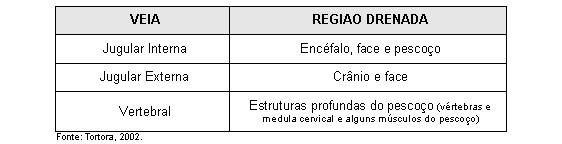 VEIA REGIAO DRENADA
Jugular Interna Encéfalo, face e pescoço
Jugular Externa Crânio e face
Vertebral Estruturas profundas do pescoço (vértebras e
medula cervical e alguns músculos do pescoço)
Fonte: Tortora, 2002.